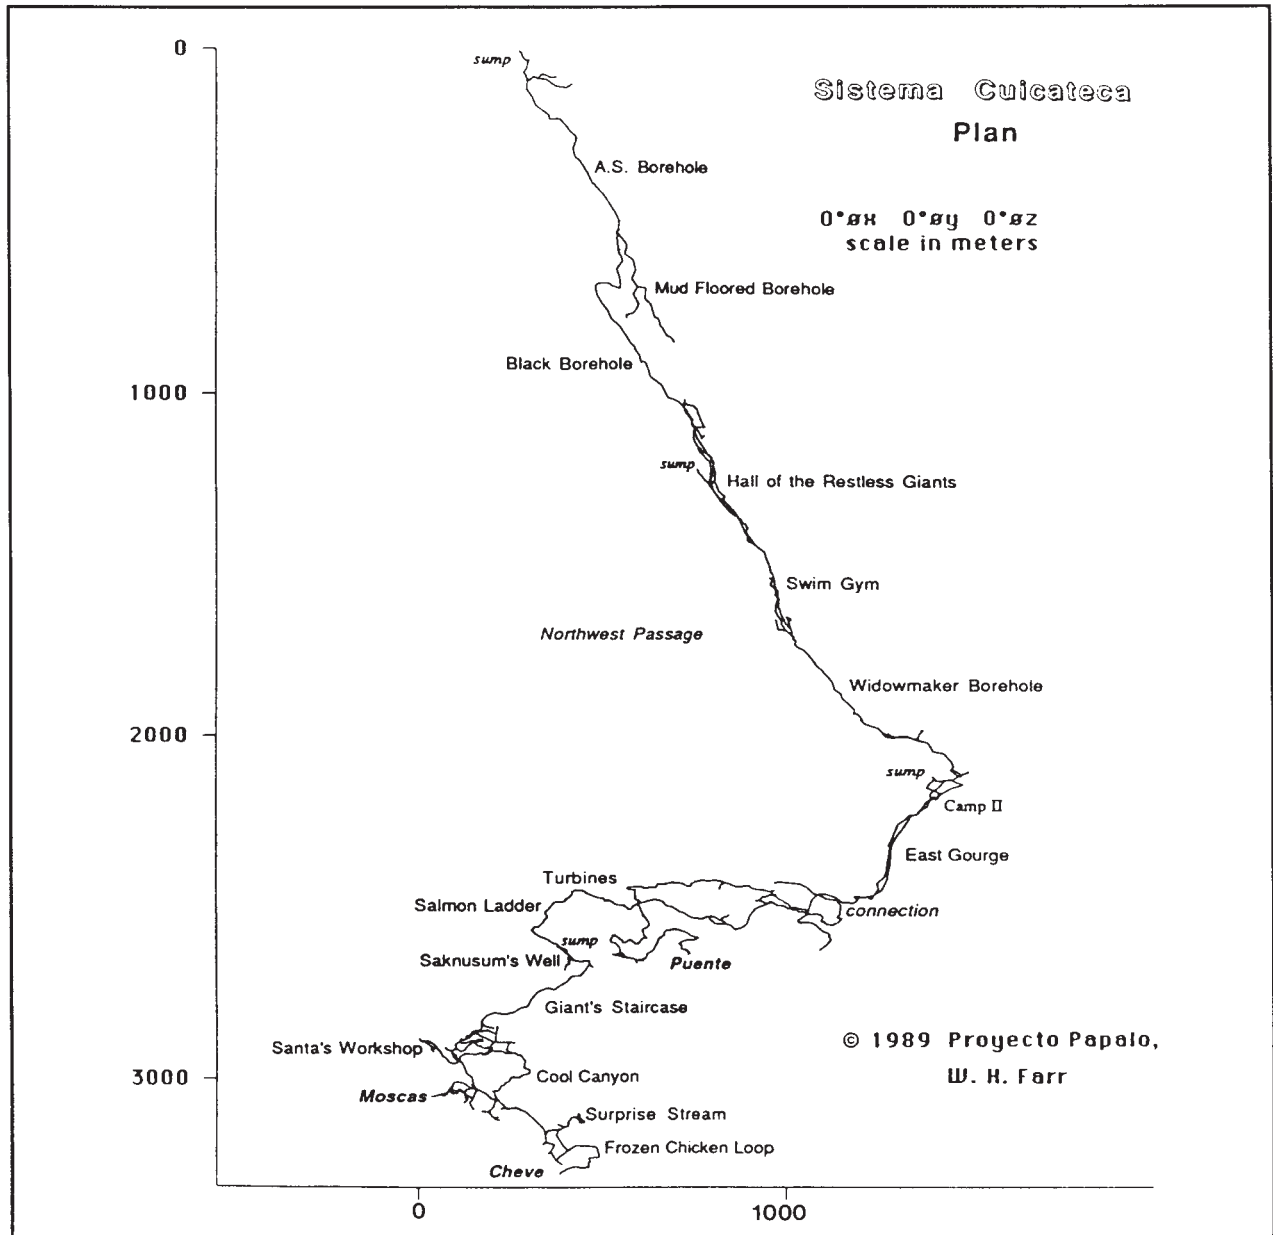 0
sump
Sistema Cuicateca
Plan
A.S. Borehole
0°øx 0°øy 0°øz
scale in meters
Mud Floored Borehole
Black Borehole
1000
sump
Hall of the Restless Giants
Swim Gym
Northwest Passage
Widowmaker Borehole
2000
sump
Camp II
East Gourge
Turbines
Salmon Ladder
connection
sump
Saknusum's Well
Puente
Giant's Staircase
Santa's Workshop
© 1989 Proyecto Papalo,
W. H. Farr
3000
Cool Canyon
Moscas
Surprise Stream
Frozen Chicken Loop
Cheve
0
1000